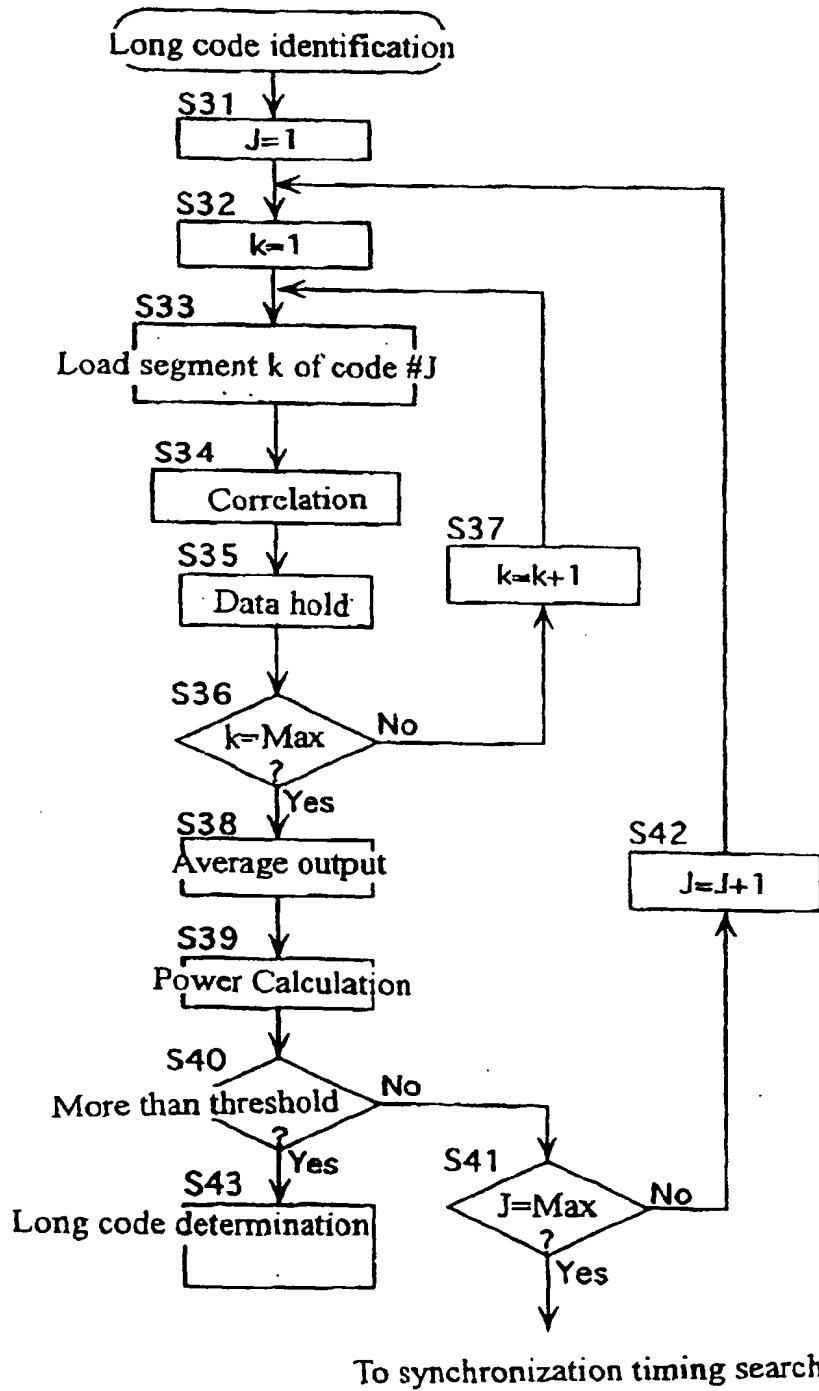 Long code identification
S31
J=1
S32
k=1
S33
Load segment k of code #J
S34
Correlation
S35
Data hold
S36
k=Max
?
No
Yes
S37
k=k+1
S38
Average output
S39
Power Calculation
S40
More than threshold
?
No
Yes
S41
J=Max
?
No
Yes
S42
J=J+1
S43
Long code determination
To synchronization timing search